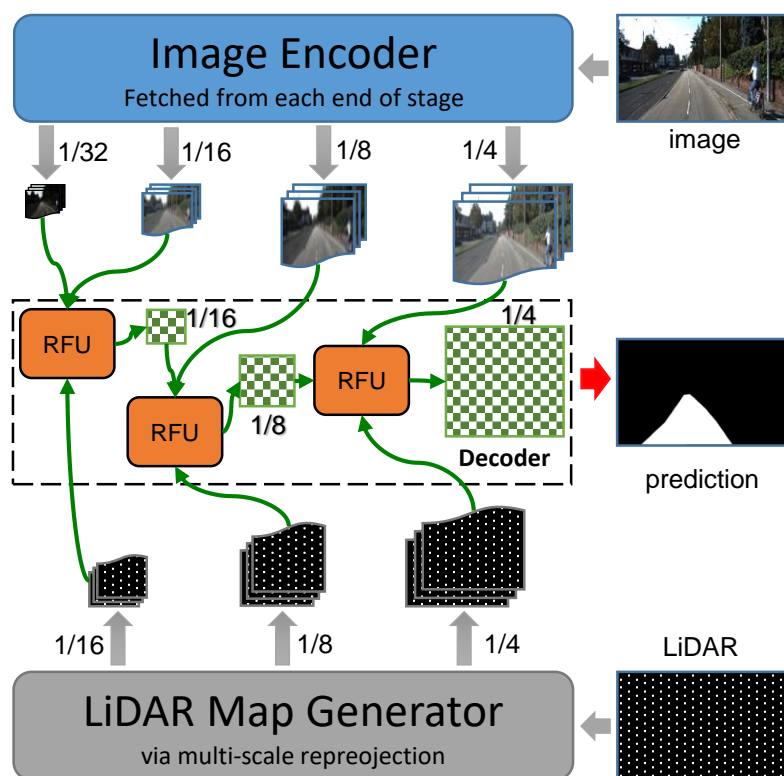 Image Encoder
Fetched from each end of stage
image
1/32
1/16
1/8
1/4
1/16
1/4
RFU
RFU
RFU
1/8
Decoder
prediction
1/16
1/8
1/4
LiDAR
LiDAR Map Generator
via multi-scale repreojection